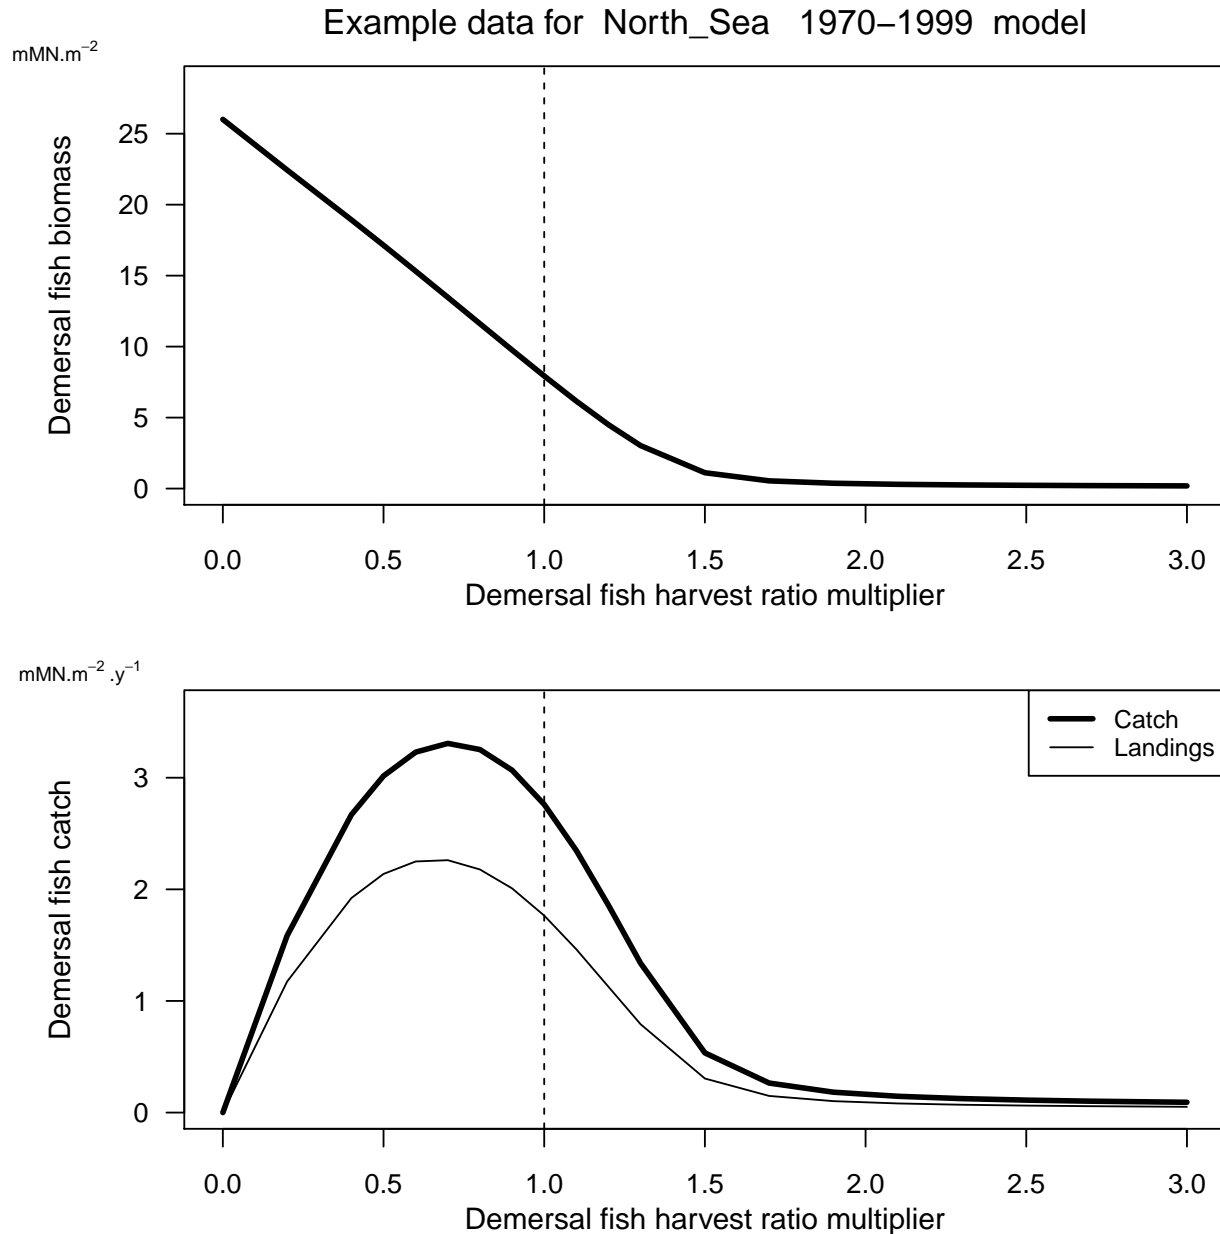 Example data for North_Sea 1970–1999 model
mMN.m⁻²
Demersal fish biomass
25
20
15
10
5
0
0.0 0.5 1.0 1.5 2.0 2.5 3.0
Demersal fish harvest ratio multiplier
mMN.m⁻² .y⁻¹
Demersal fish catch
3
2
1
0
Catch
Landings
0.0 0.5 1.0 1.5 2.0 2.5 3.0
Demersal fish harvest ratio multiplier